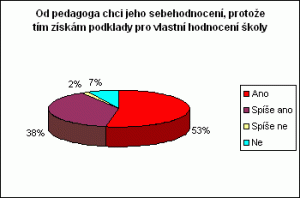 Od pedagoga chci jeho sebehodnocení, protože
tím získám podklady pro vlastní hodnocení školy
2%
7%
38%
53%
Ano
Spíše ano
Spíše ne
Ne